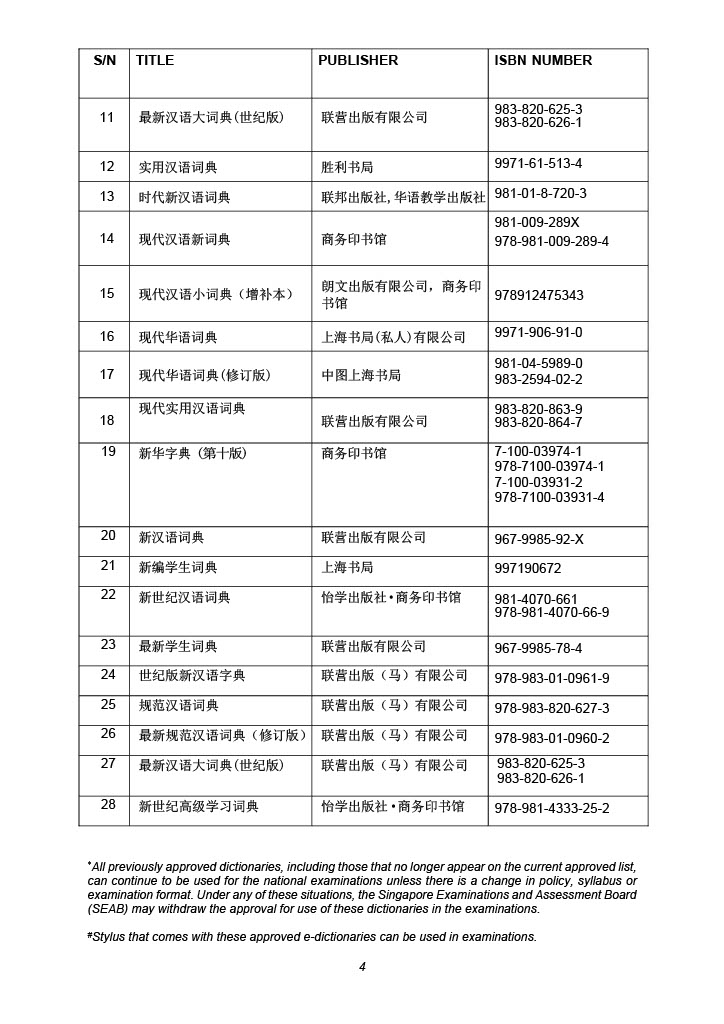 S/N TITLE PUBLISHER ISBN NUMBER
11 最新汉语大词典(世纪版) 联营出版有限公司 983-820-625-3
983-820-626-1
12 实用汉语词典 胜利书局 9971-61-513-4
13 时代新汉语词典 联邦出版社,华语教学出版社 981-01-8-720-3
14 现代汉语新词典 商务印书馆 981-009-289X
978-981-009-289-4
15 现代汉语小词典（增补本） 朗文出版有限公司，商务印
书馆 978912475343
16 现代华语词典 上海书局(私人)有限公司 9971-906-91-0
17 现代华语词典(修订版) 中图上海书局 981-04-5989-0
983-2594-02-2
18 现代实用汉语词典 联营出版有限公司 983-820-863-9
983-820-864-7
19 新华字典 (第十版) 商务印书馆 7-100-03974-1
978-7100-03974-1
7-100-03931-2
978-7100-03931-4
20 新汉语词典 联营出版有限公司 967-9985-92-X
21 新编学生词典 上海书局 997190672
22 新世纪汉语词典 怡学出版社•商务印书馆 981-4070-661
978-981-4070-66-9
23 最新学生词典 联营出版有限公司 967-9985-78-4
24 世纪版新汉语字典 联营出版（马）有限公司 978-983-01-0961-9
25 规范汉语词典 联营出版（马）有限公司 978-983-820-627-3
26 最新规范汉语词典（修订版） 联营出版（马）有限公司 978-983-01-0960-2
27 最新汉语大词典(世纪版) 联营出版（马）有限公司 983-820-625-3
983-820-626-1
28 新世纪高级学习词典 怡学出版社•商务印书馆 978-981-4333-25-2
*All previously approved dictionaries, including those that no longer appear on the current approved list,
can continue to be used for the national examinations unless there is a change in policy, syllabus or
examination format. Under any of these situations, the Singapore Examinations and Assessment Board
(SEAB) may withdraw the approval for use of these dictionaries in the examinations.
#Stylus that comes with these approved e-dictionaries can be used in examinations.
4